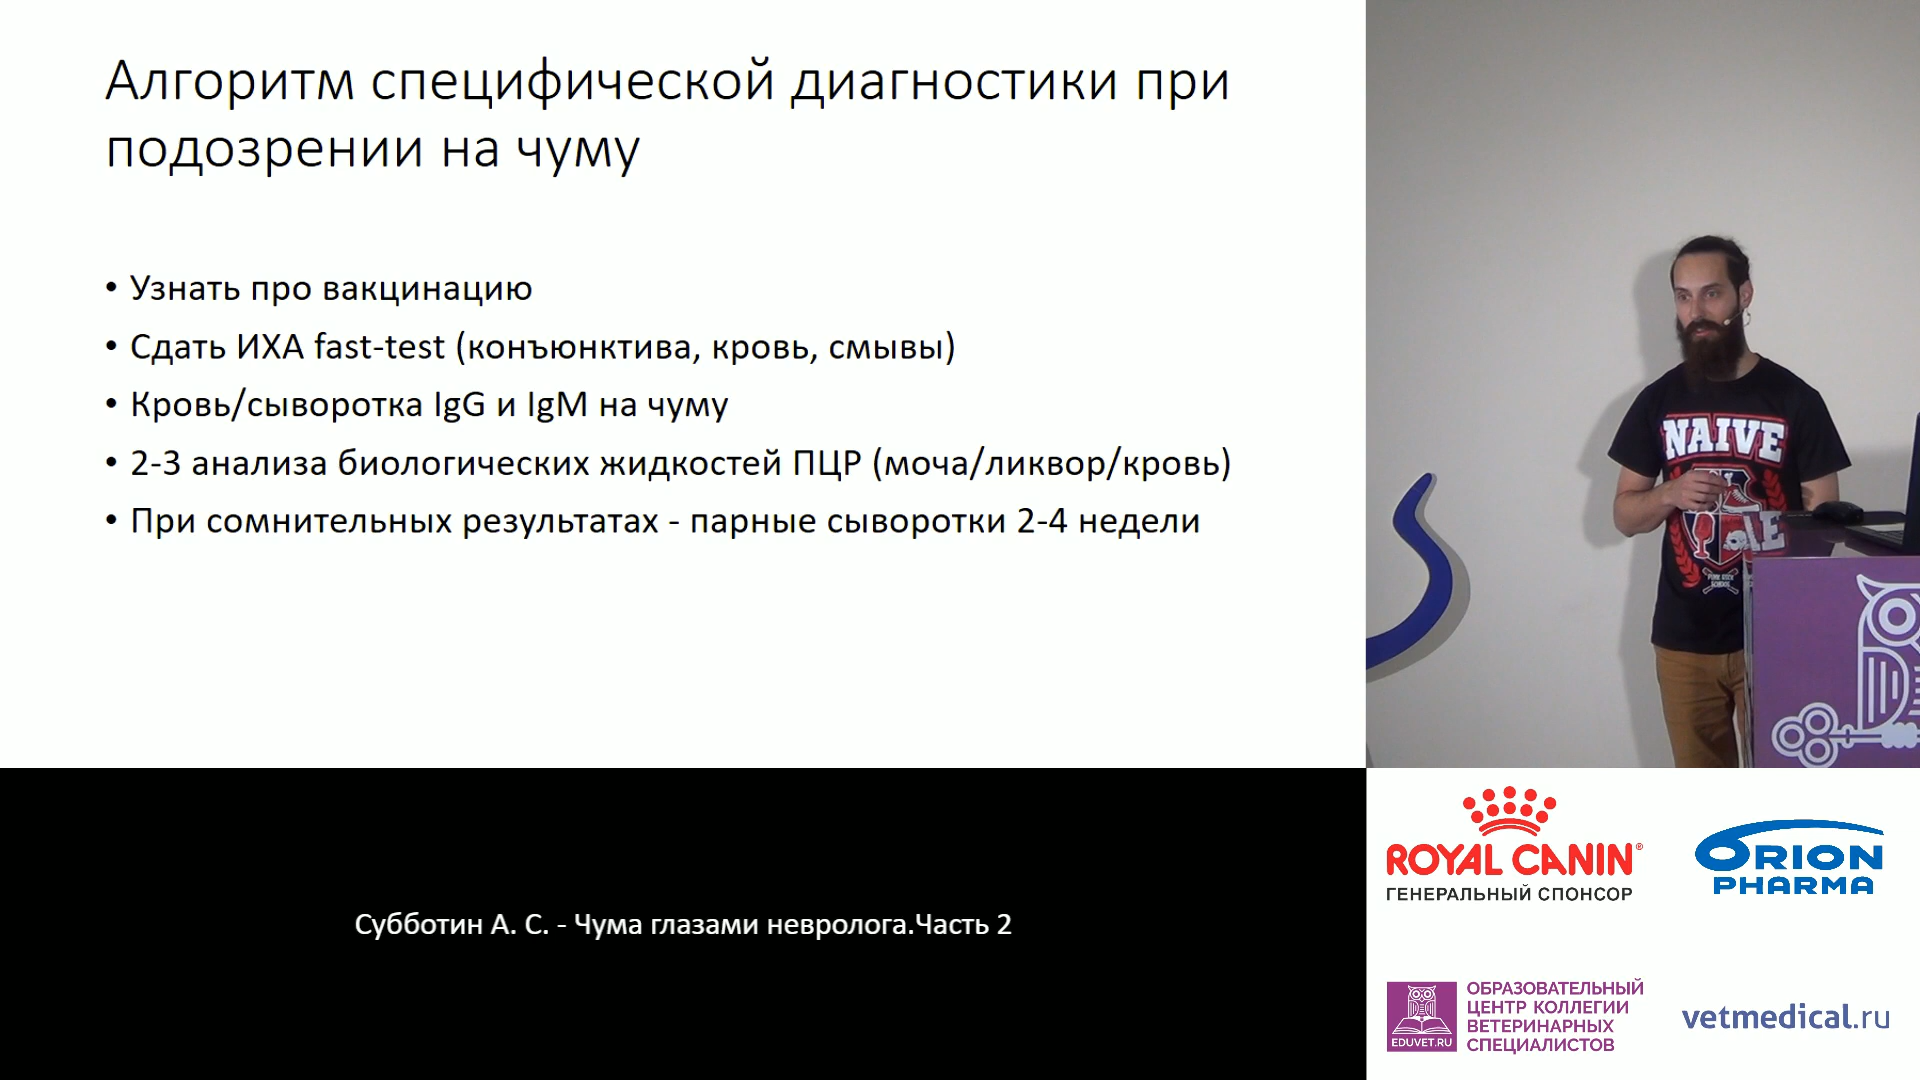 Алгоритм специфической диагностики при
подозрении на чуму
• Узнать про вакцинацию
• Сдать ИХА fast-test (конъюнктива, кровь, смывы)
• Кровь/сыворотка IgG и IgM на чуму
• 2-3 анализа биологических жидкостей ПЦР (моча/ликвор/кровь)
• При сомнительных результатах - парные сыворотки 2-4 недели
NAIVE
PUNK ROCK
SCHOOL
Субботин А. С. - Чума глазами невролога.Часть 2
ROYAL CANIN®
ГЕНЕРАЛЬНЫЙ СПОНСОР
ORION
PHARMA
EDUVET.RU
ОБРАЗОВАТЕЛЬНЫЙ
ЦЕНТР КОЛЛЕГИИ
ВЕТЕРИНАРНЫХ
СПЕЦИАЛИСТОВ
vetmedical.ru